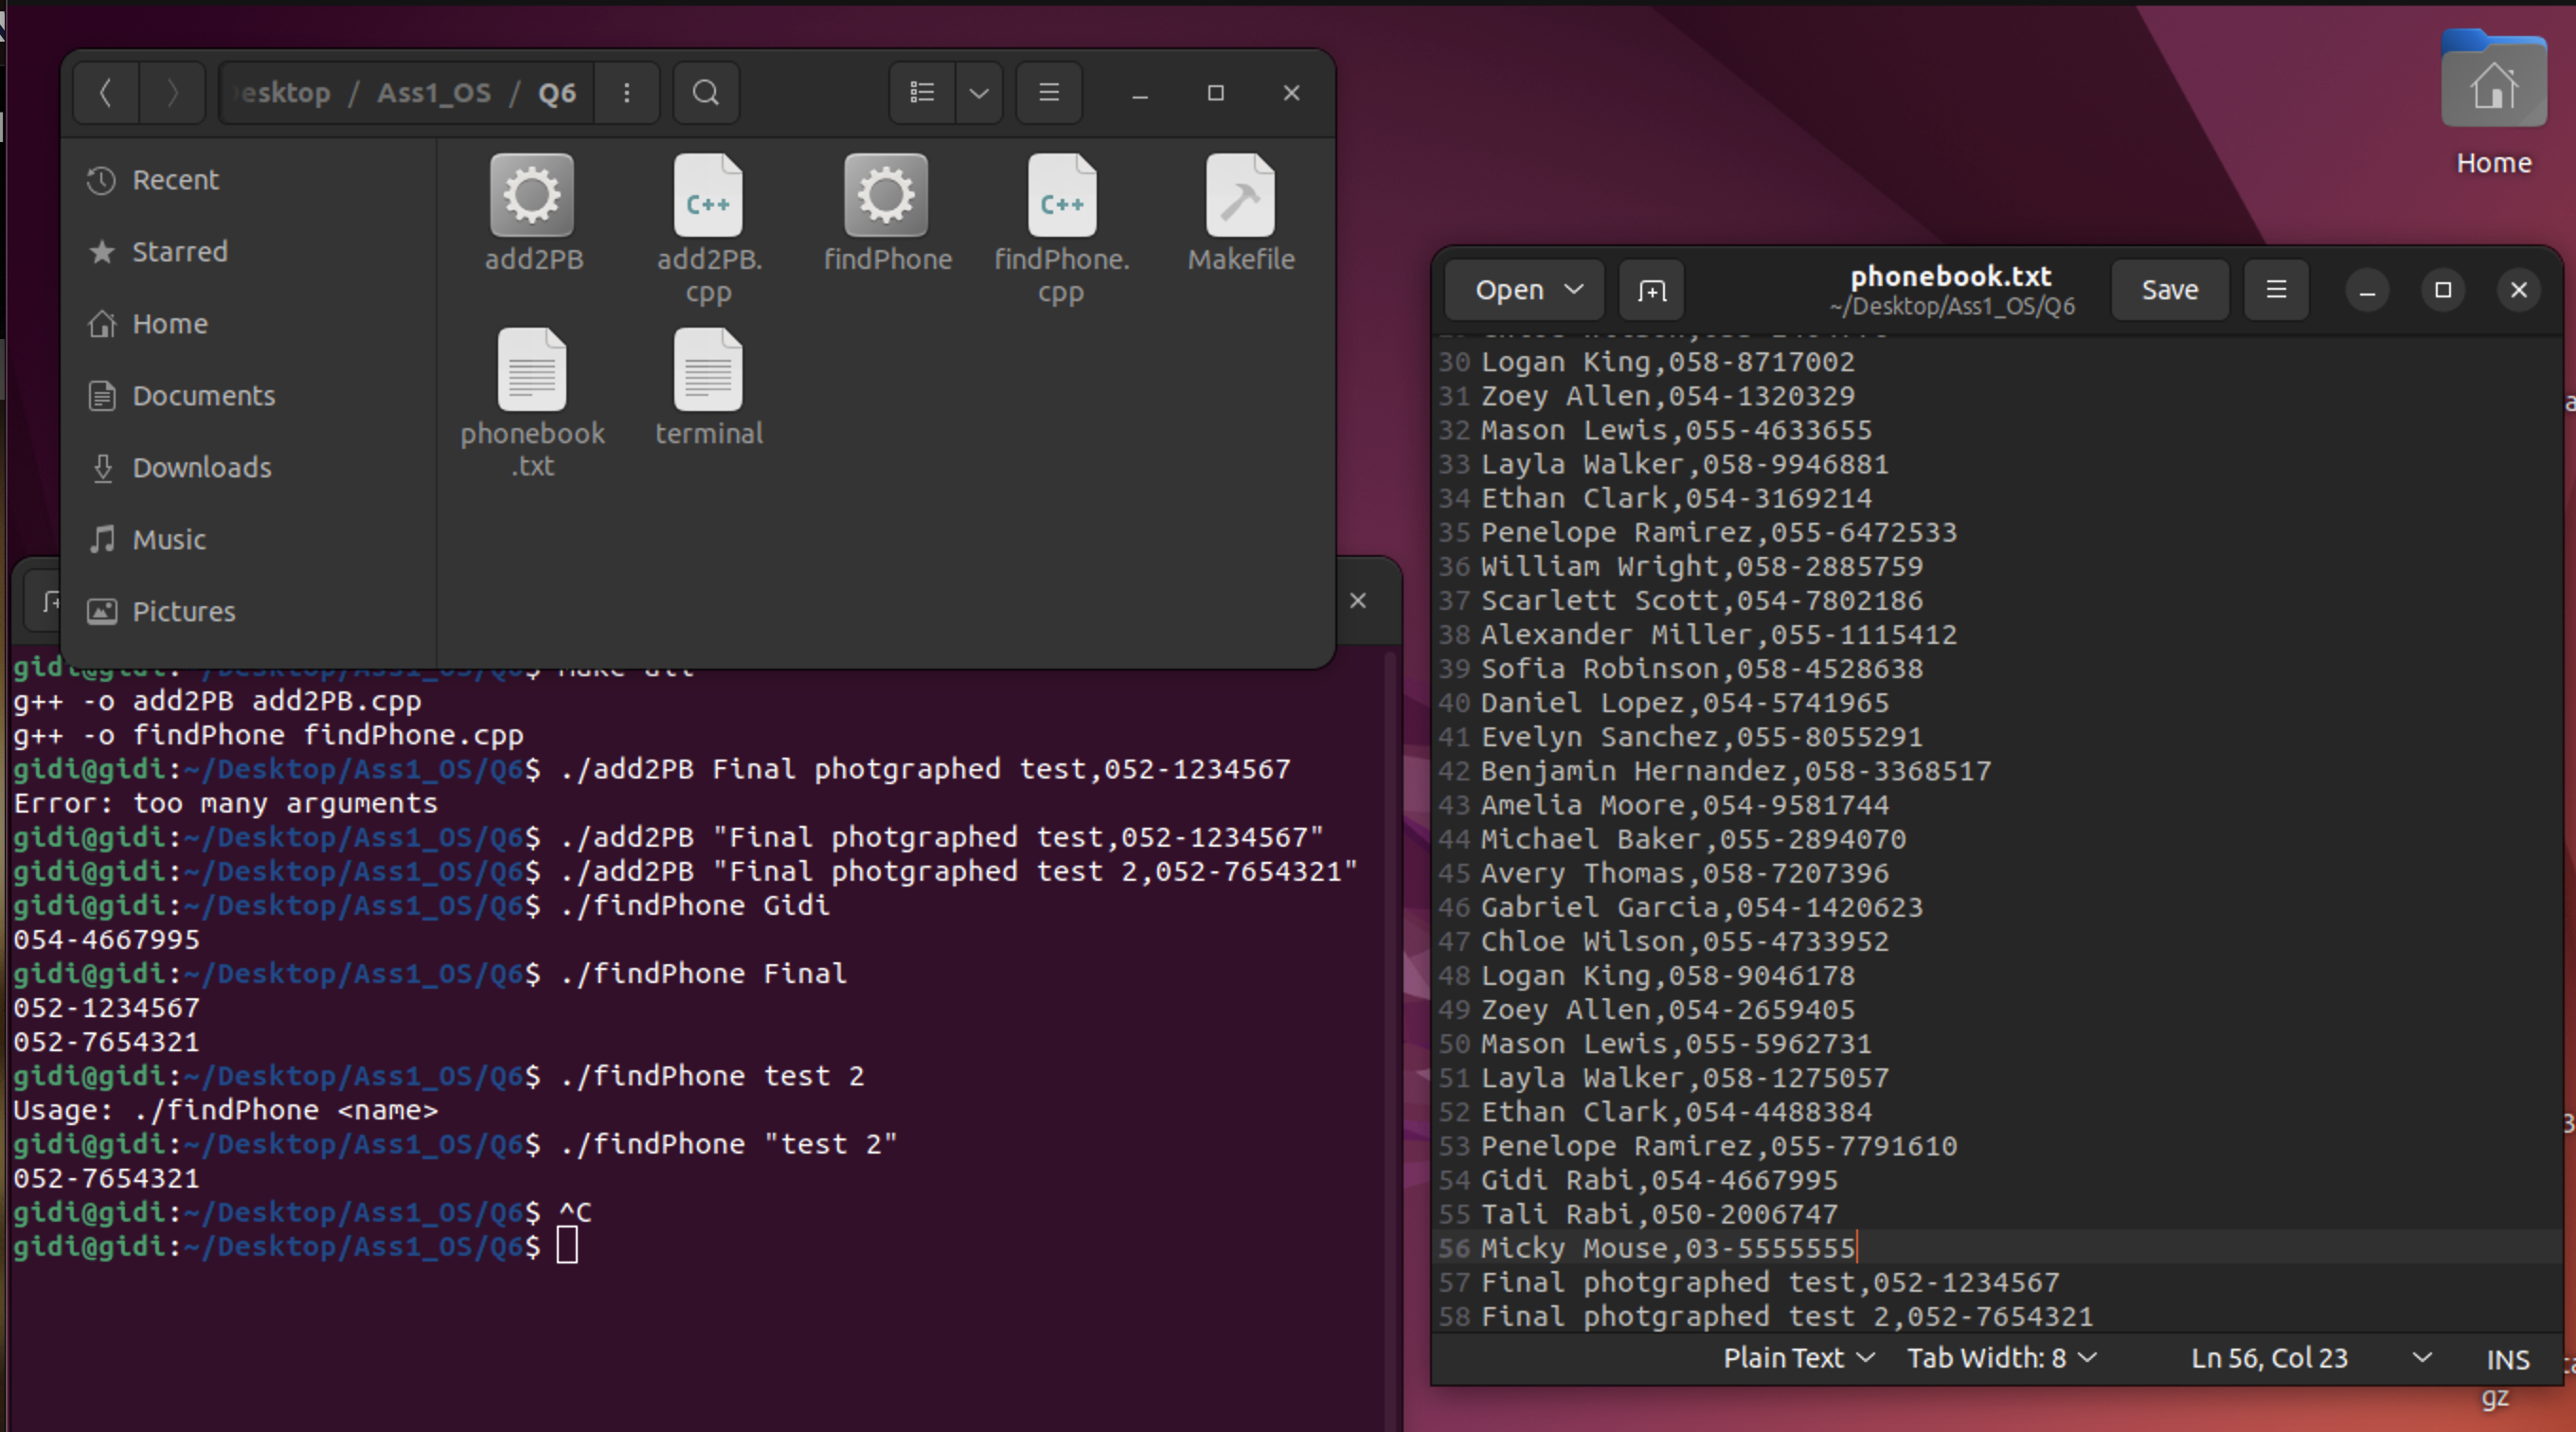 Desktop / Ass1_OS / Q6
Recent
Starred
Home
Documents
Downloads
Music
Pictures
add2PB
add2PB.
cpp
findPhone
findPhone.
cpp
Makefile
phonebook
.txt
terminal
gidi@gidi:~/Desktop/Ass1_OS/Q6$ make all
g++ -o add2PB add2PB.cpp
g++ -o findPhone findPhone.cpp
gidi@gidi:~/Desktop/Ass1_OS/Q6$ ./add2PB Final photgraphed test,052-1234567
Error: too many arguments
gidi@gidi:~/Desktop/Ass1_OS/Q6$ ./add2PB "Final photgraphed test,052-1234567"
gidi@gidi:~/Desktop/Ass1_OS/Q6$ ./add2PB "Final photgraphed test 2,052-7654321"
gidi@gidi:~/Desktop/Ass1_OS/Q6$ ./findPhone Gidi
054-4667995
gidi@gidi:~/Desktop/Ass1_OS/Q6$ ./findPhone Final
052-1234567
052-7654321
gidi@gidi:~/Desktop/Ass1_OS/Q6$ ./findPhone test 2
Usage: ./findPhone <name>
gidi@gidi:~/Desktop/Ass1_OS/Q6$ ./findPhone "test 2"
052-7654321
gidi@gidi:~/Desktop/Ass1_OS/Q6$ ^C
gidi@gidi:~/Desktop/Ass1_OS/Q6$
Home
Open
phonebook.txt
~/Desktop/Ass1_OS/Q6
Save
30 Logan King,058-8717002
31 Zoey Allen,054-1320329
32 Mason Lewis,055-4633655
33 Layla Walker,058-9946881
34 Ethan Clark,054-3169214
35 Penelope Ramirez,055-6472533
36 William Wright,058-2885759
37 Scarlett Scott,054-7802186
38 Alexander Miller,055-1115412
39 Sofia Robinson,058-4528638
40 Daniel Lopez,054-5741965
41 Evelyn Sanchez,055-8055291
42 Benjamin Hernandez,058-3368517
43 Amelia Moore,054-9581744
44 Michael Baker,055-2894070
45 Avery Thomas,058-7207396
46 Gabriel Garcia,054-1420623
47 Chloe Wilson,055-4733952
48 Logan King,058-9046178
49 Zoey Allen,054-2659405
50 Mason Lewis,055-5962731
51 Layla Walker,058-1275057
52 Ethan Clark,054-4488384
53 Penelope Ramirez,055-7791610
54 Gidi Rabi,054-4667995
55 Tali Rabi,050-2006747
56 Micky Mouse,03-5555555
57 Final photgraphed test,052-1234567
58 Final photgraphed test 2,052-7654321
Plain Text Tab Width: 8 Ln 56, Col 23 INS
gz